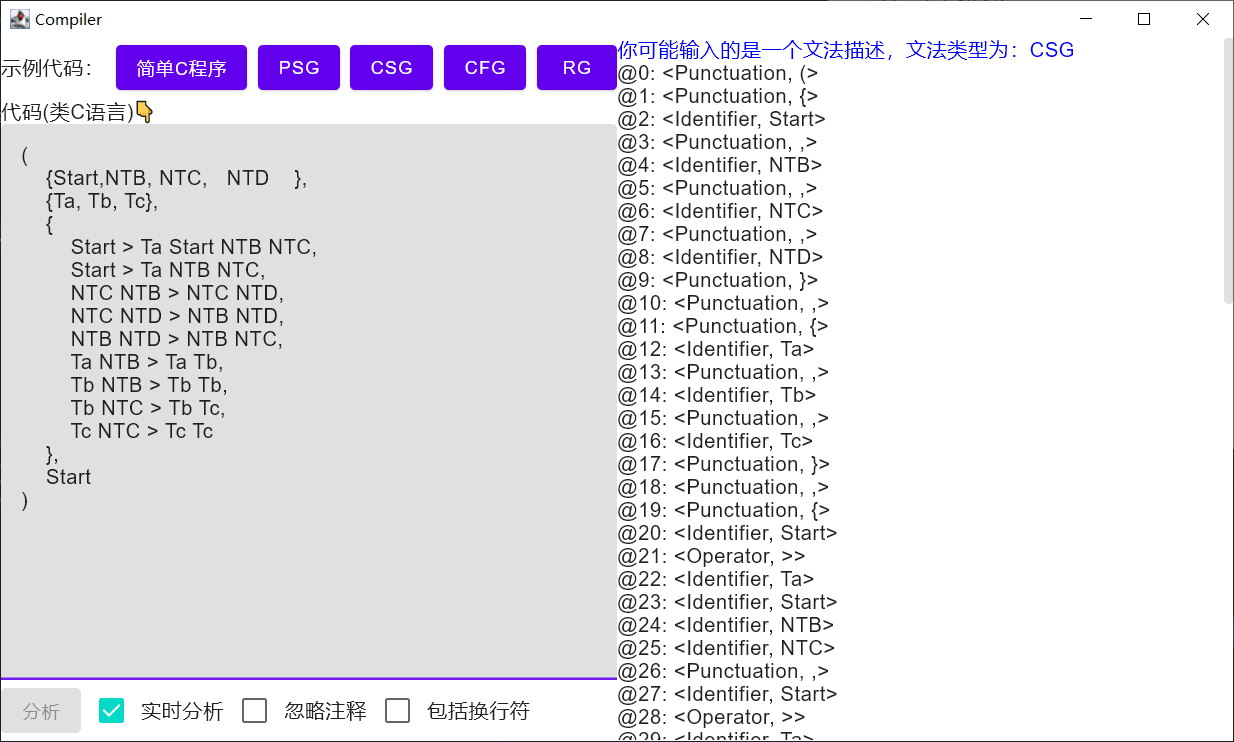 Compiler
示例代码： 简单C程序 PSG CSG CFG RG
代码(类C语言)👇
(
{Start,NTB, NTC, NTD },
{Ta, Tb, Tc},
{
Start > Ta Start NTB NTC,
Start > Ta NTB NTC,
NTC NTB > NTC NTD,
NTC NTD > NTB NTD,
NTB NTD > NTB NTC,
Ta NTB > Ta Tb,
Tb NTB > Tb Tb,
Tb NTC > Tb Tc,
Tc NTC > Tc Tc
},
Start
)
分析 实时分析 忽略注释 包括换行符
你可能输入的是一个文法描述，文法类型为：CSG
@0: <Punctuation, (>
@1: <Punctuation, {>
@2: <Identifier, Start>
@3: <Punctuation, ,>
@4: <Identifier, NTB>
@5: <Punctuation, ,>
@6: <Identifier, NTC>
@7: <Punctuation, ,>
@8: <Identifier, NTD>
@9: <Punctuation, }>
@10: <Punctuation, ,>
@11: <Punctuation, {>
@12: <Identifier, Ta>
@13: <Punctuation, ,>
@14: <Identifier, Tb>
@15: <Punctuation, ,>
@16: <Identifier, Tc>
@17: <Punctuation, }>
@18: <Punctuation, ,>
@19: <Punctuation, {>
@20: <Identifier, Start>
@21: <Operator, >>
@22: <Identifier, Ta>
@23: <Identifier, Start>
@24: <Identifier, NTB>
@25: <Identifier, NTC>
@26: <Punctuation, ,>
@27: <Identifier, Start>
@28: <Operator, >>
@29: <Identifier, Ta>